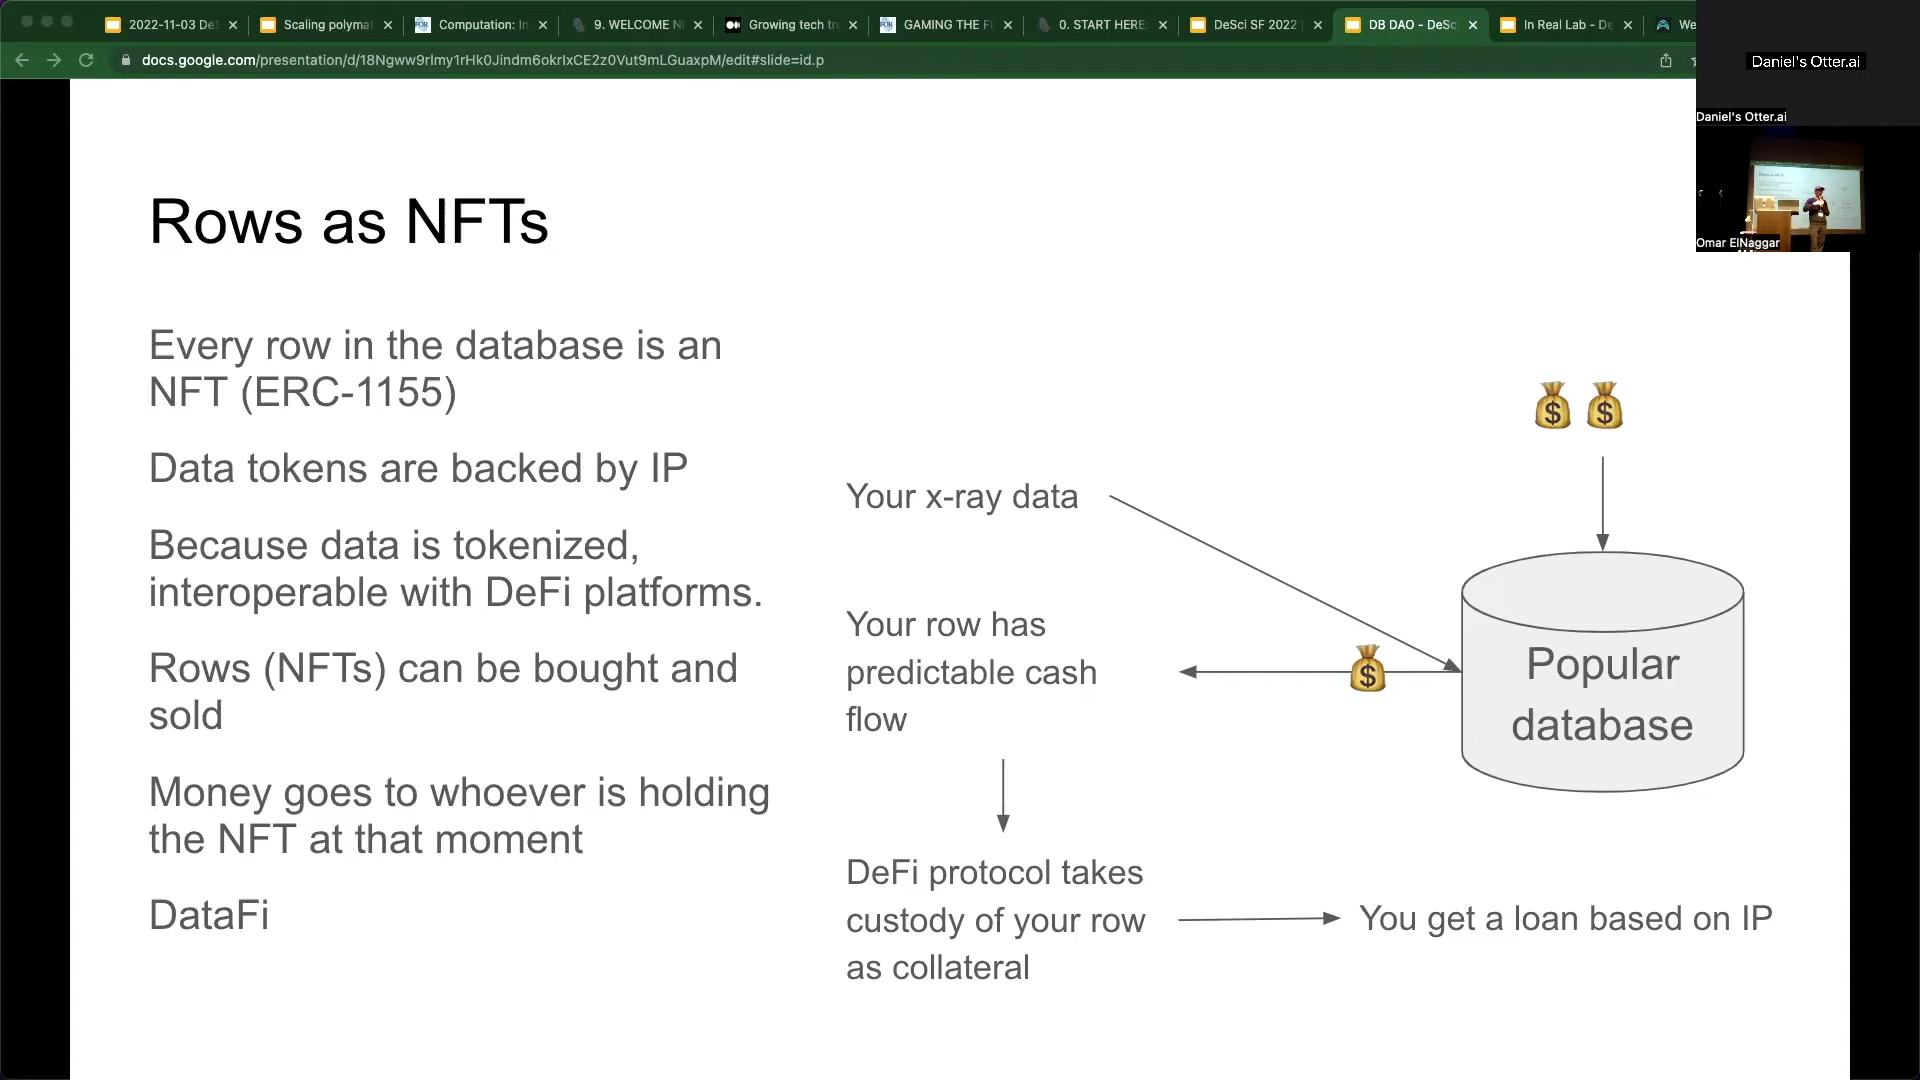 2022-11-03 DeS
Scaling polymat
Computation: In
9. WELCOME N
Growing tech tr
GAMING THE F
0. START HERE:
DeSci SF 2022
DB DAO - DeSc
In Real Lab - De
We
docs.google.com/presentation/d/18Ngww9rlmy1rHk0Jindm6okrIxCE2z0Vut9mLGuaxpM/edit#slide=id.p
Daniel's Otter.ai
Daniel's Otter.ai
Omar ElNaggar
Rows as NFTs
Every row in the database is an
NFT (ERC-1155)
Data tokens are backed by IP
Because data is tokenized,
interoperable with DeFi platforms.
Rows (NFTs) can be bought and
sold
Money goes to whoever is holding
the NFT at that moment
DataFi
Your x-ray data
Your row has
predictable cash
flow
DeFi protocol takes
custody of your row
as collateral
You get a loan based on IP
Popular
database